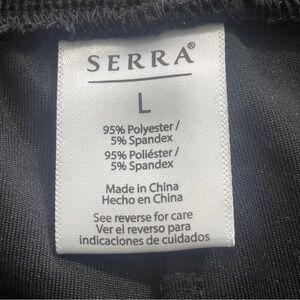 SERRA®
L
95% Polyester /
5% Spandex
95% Poliéster /
5% Spandex
Made in China
Hecho en China
See reverse for care
Ver el reverso para
indicaciones de cuidados